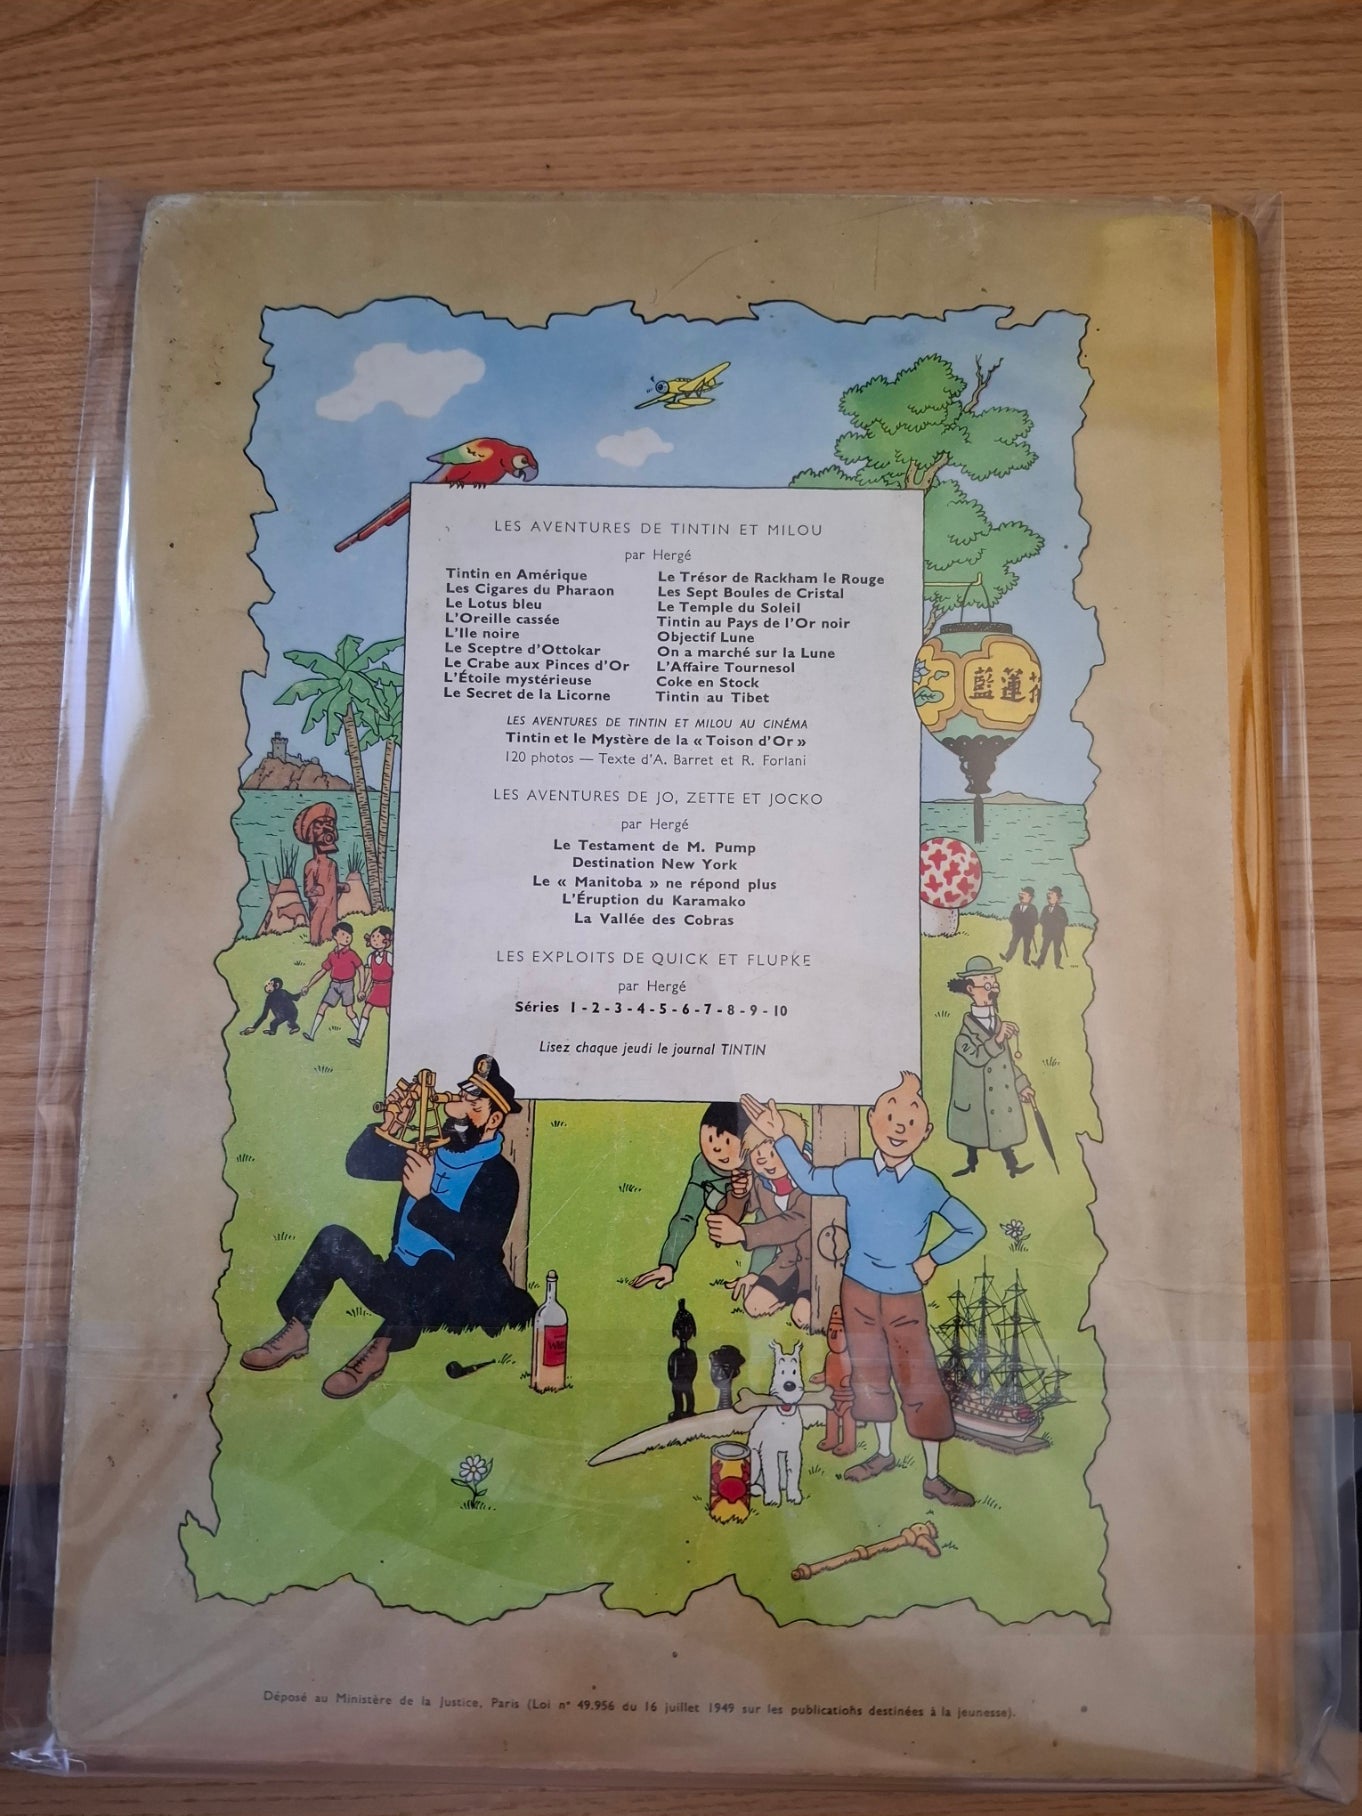 LES AVENTURES DE TINTIN ET MILOU
par Hergé
Tintin en Amérique
Les Cigares du Pharaon
Le Lotus bleu
L'Oreille cassée
L'Ile noire
Le Sceptre d'Ottokar
Le Crabe aux Pinces d'Or
L'Étoile mystérieuse
Le Secret de la Licorne
Le Trésor de Rackham le Rouge
Les Sept Boules de Cristal
Le Temple du Soleil
Tintin au Pays de l'Or noir
Objectif Lune
On a marché sur la Lune
L'Affaire Tournesol
Coke en Stock
Tintin au Tibet
LES AVENTURES DE TINTIN ET MILOU AU CINÉMA
Tintin et le Mystère de la « Toison d'Or »
120 photos — Texte d'A. Barret et R. Forlani
LES AVENTURES DE JO, ZETTE ET JOCKO
par Hergé
Le Testament de M. Pump
Destination New York
Le « Manitoba » ne répond plus
L'Éruption du Karamako
La Vallée des Cobras
LES EXPLOITS DE QUICK ET FLUPKE
par Hergé
Séries 1 - 2 - 3 - 4 - 5 - 6 - 7 - 8 - 9 - 10
Lisez chaque jeudi le journal TINTIN
藍蓮
Déposé au Ministère de la Justice, Paris (Loi n° 49.956 du 16 juillet 1949 sur les publications destinées à la jeunesse).